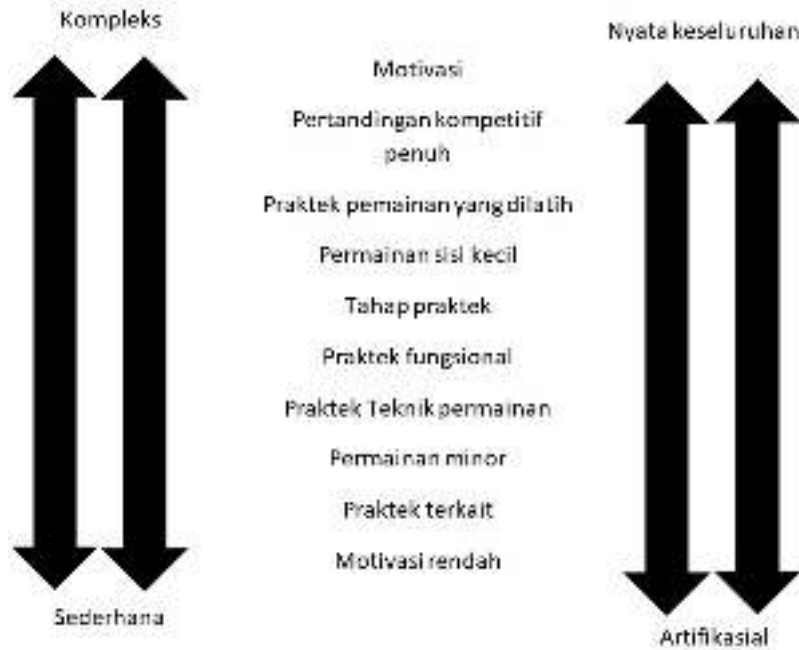 Kompleks
Nyata keseluruhan
Motivasi
Pertandingan kompetitif
penuh
Praktek pemainan yang dilatih
Permainan sisi kecil
Tahap praktek
Praktek fungsional
Praktek Teknik permainan
Permainan minor
Praktek terkait
Motivasi rendah
Sederhana
Artifikasial